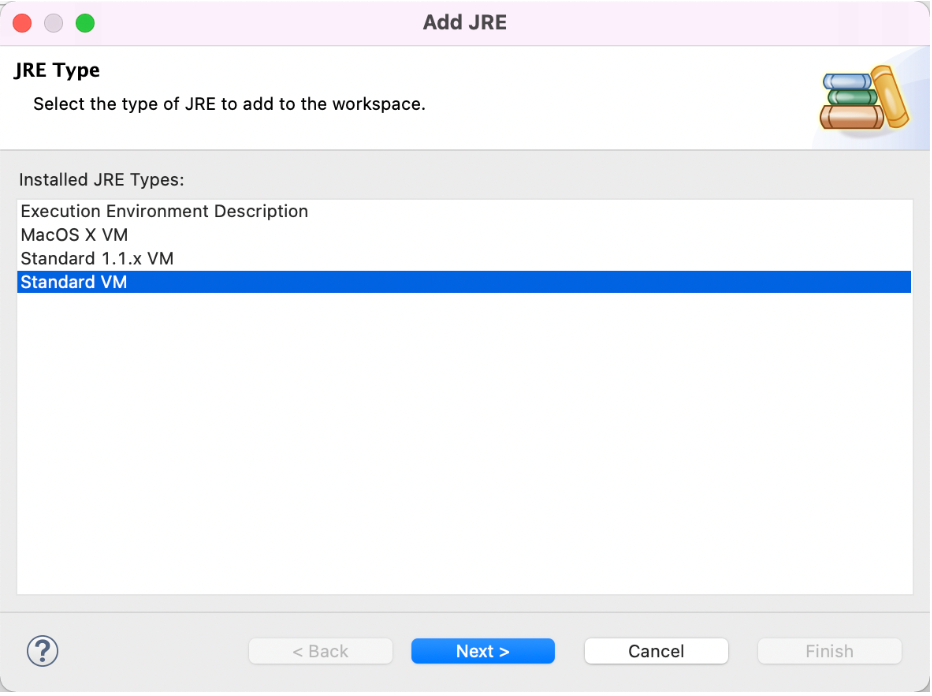 Add JRE
JRE Type
Select the type of JRE to add to the workspace.
Installed JRE Types:
Execution Environment Description
MacOS X VM
Standard 1.1.x VM
Standard VM
?
< Back
Next >
Cancel
Finish